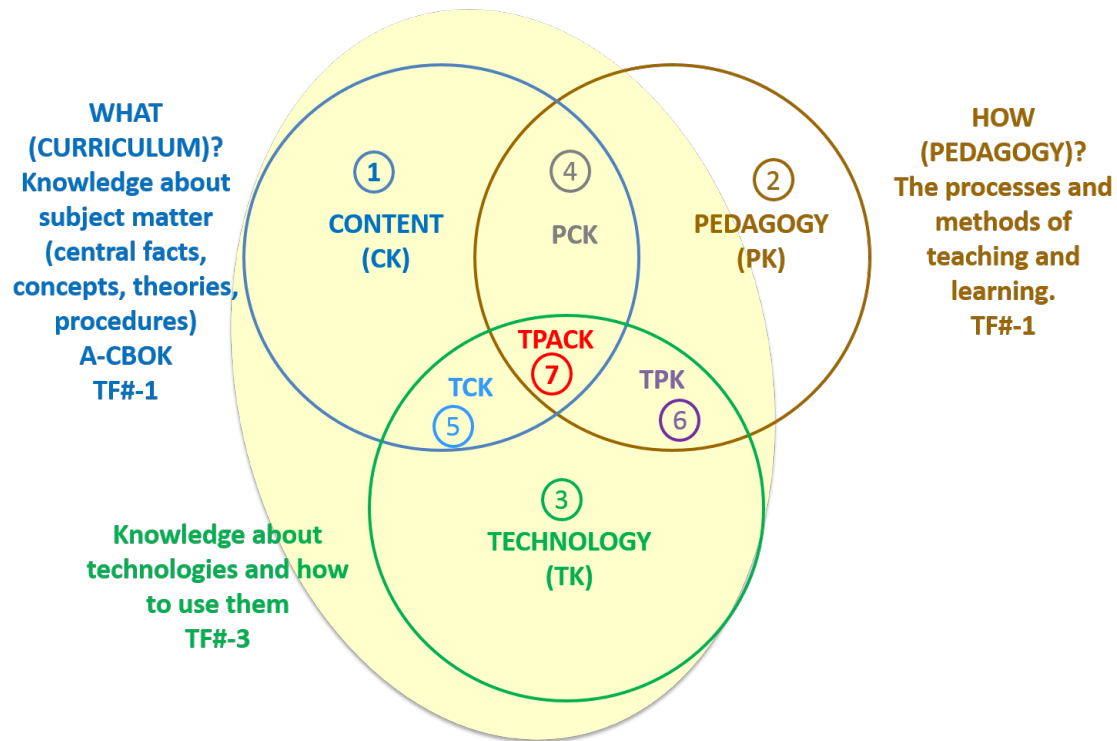 WHAT
(CURRICULUM)?
Knowledge about
subject matter
(central facts,
concepts, theories,
procedures)
A-CBOK
TF#-1
1
CONTENT
(CK)
4
PCK
2
PEDAGOGY
(PK)
HOW
(PEDAGOGY)?
The processes and
methods of
teaching and
learning.
TF#-1
TPACK
7
TCK
5
TPK
6
3
TECHNOLOGY
(TK)
Knowledge about
technologies and how
to use them
TF#-3